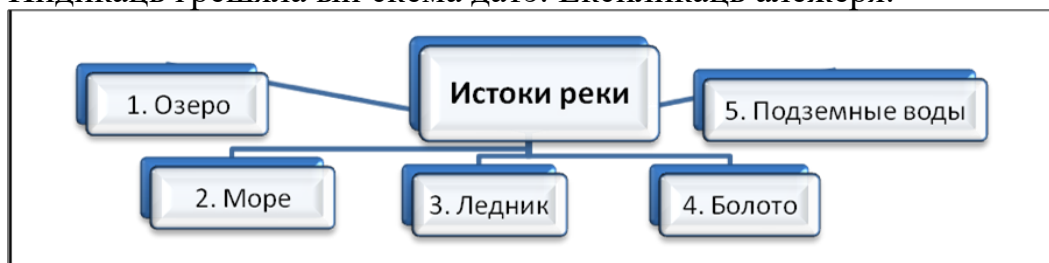 Истоки реки
1. Озеро
5. Подземные воды
2. Море
3. Ледник
4. Болото